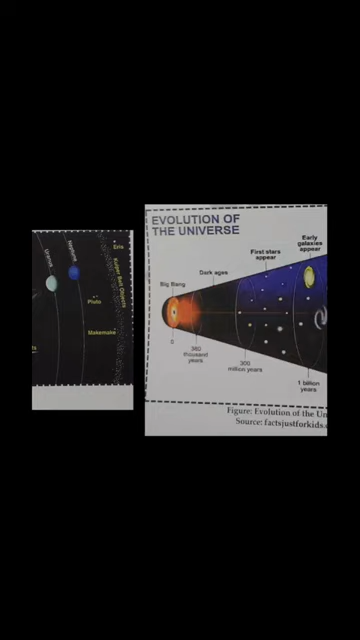 Uranus
Neptune
Eris
Kuiper Belt Objects
Pluto
Makemake
EVOLUTION OF
THE UNIVERSE
Early
galaxies
appear
First stars
appear
Dark ages
Big Bang
0
380
thousand
years
300
million years
1 billion
years
Figure: Evolution of the Un
Source: factsjustforkids.c